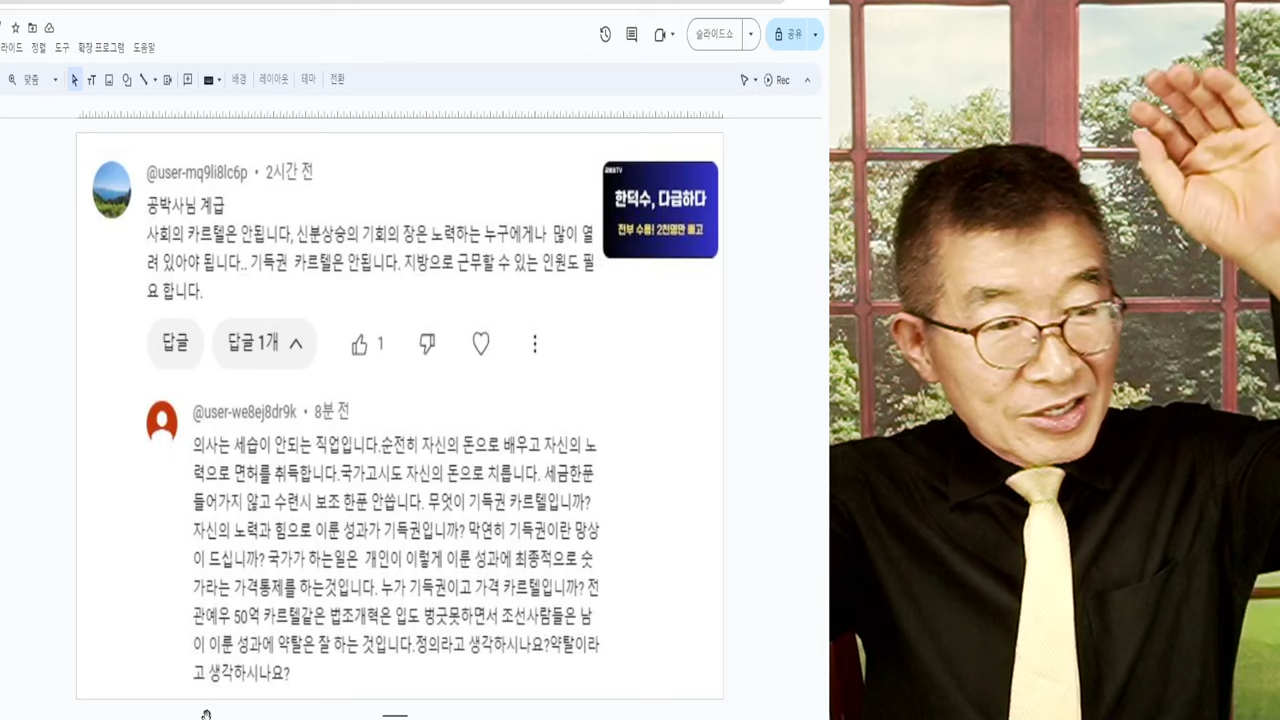 라이드 정렬 도구 확장 프로그램 도움말
슬라이드쇼
공유
맞춤
배경 레이아웃 테마 전환
Rec
@user-mq9li8lc6p • 2시간 전
공박사님 계급
사회의 카르텔은 안됩니다, 신분상승의 기회의 장은 노력하는 누구에게나 많이 열
려 있어야 됩니다.. 기득권 카르텔은 안됩니다. 지방으로 근무할 수 있는 인원도 필
요 합니다.
한덕수, 다급하다
전부 수용! 2천명만 빼고
답글
답글 1개
1
@user-we8ej8dr9k • 8분 전
의사는 세습이 안되는 직업입니다.순전히 자신의 돈으로 배우고 자신의 노
력으로 면허를 취득합니다.국가고시도 자신의 돈으로 치릅니다. 세금한푼
들어가지 않고 수련시 보조 한푼 안씁니다. 무엇이 기득권 카르텔입니까?
자신의 노력과 힘으로 이룬 성과가 기득권입니까? 막연히 기득권이란 망상
이 드십니까? 국가가 하는일은 개인이 이렇게 이룬 성과에 최종적으로 숫
가라는 가격통제를 하는것입니다. 누가 기득권이고 가격 카르텔입니까? 전
관예우 50억 카르텔같은 법조개혁은 입도 벙긋못하면서 조선사람들은 남
이 이룬 성과에 약탈은 잘 하는 것입니다.정의라고 생각하시나요?약탈이라
고 생각하시나요?